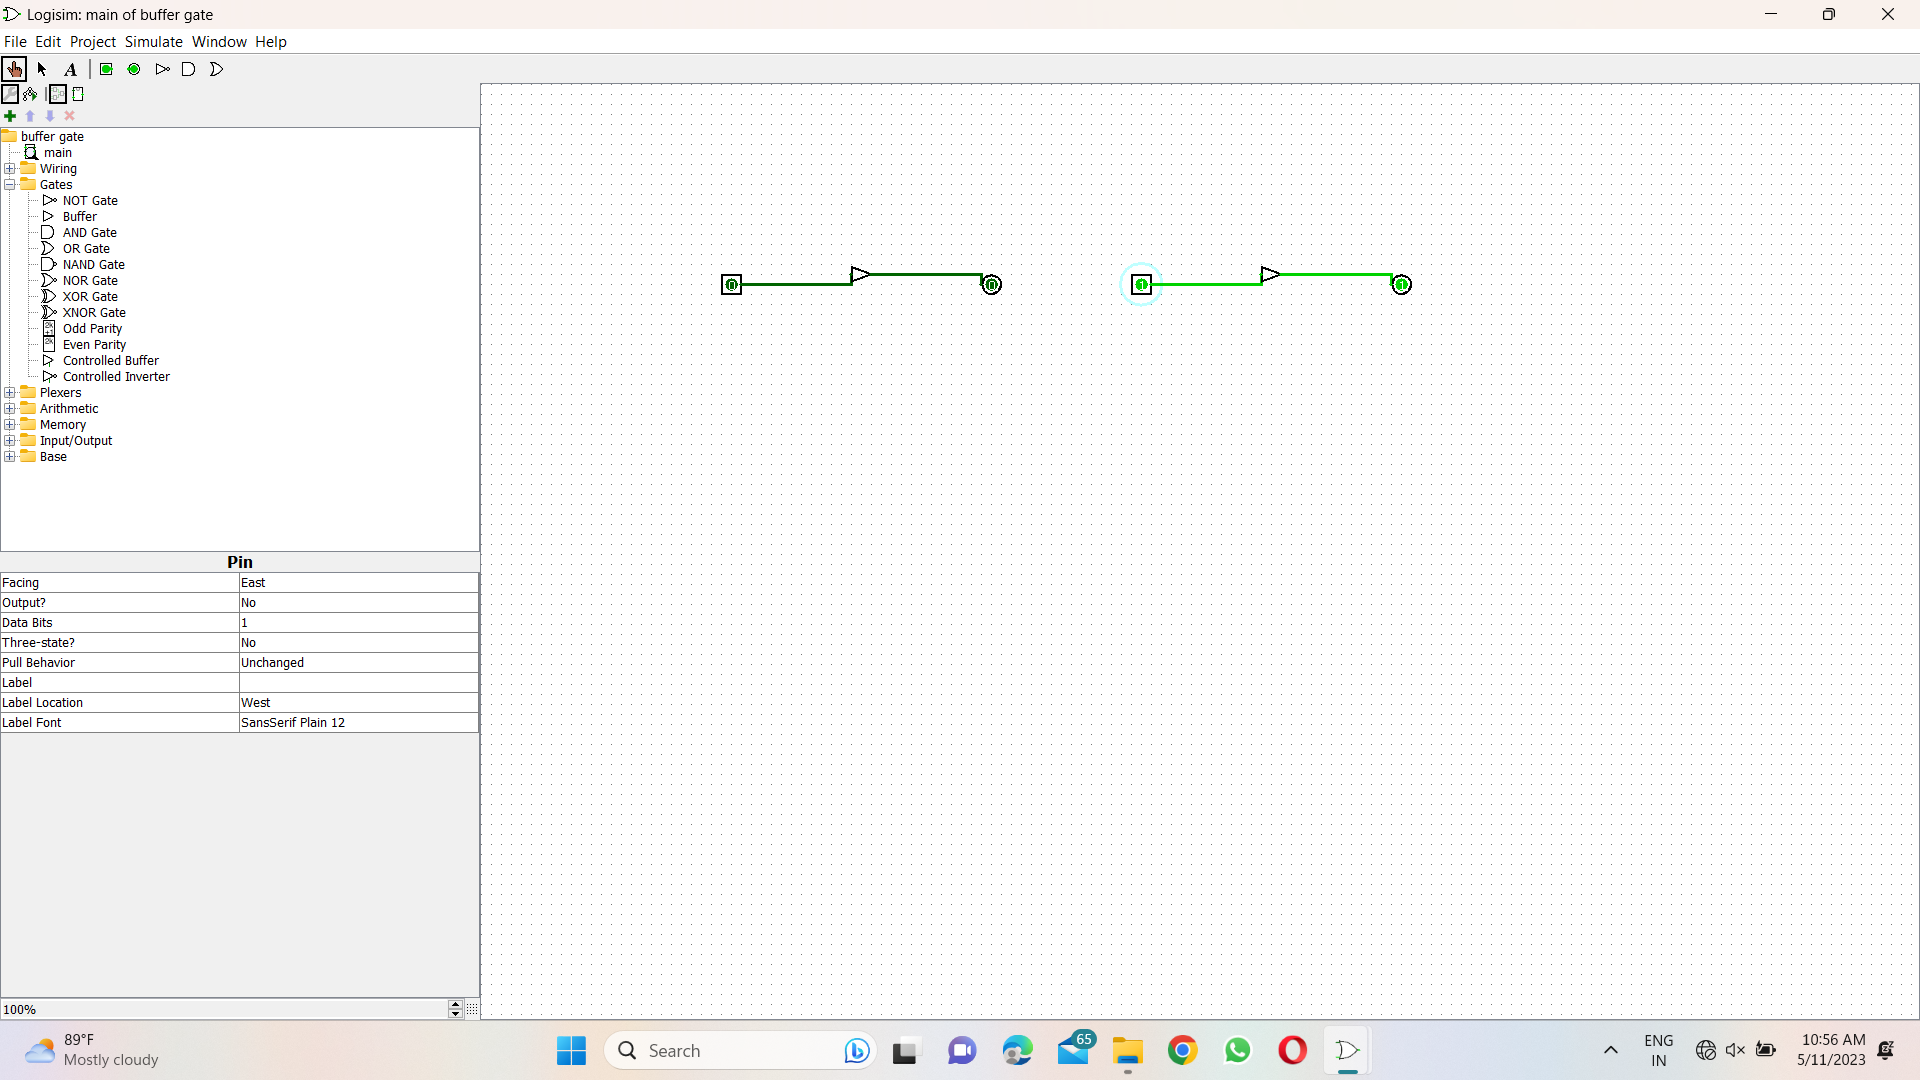 Logisim: main of buffer gate
File Edit Project Simulate Window Help
A
buffer gate
main
Wiring
Gates
NOT Gate
Buffer
AND Gate
OR Gate
NAND Gate
NOR Gate
XOR Gate
XNOR Gate
Odd Parity
Even Parity
Controlled Buffer
Controlled Inverter
Plexers
Arithmetic
Memory
Input/Output
Base
0 0 1 1
Pin
Facing East
Output? No
Data Bits 1
Three-state? No
Pull Behavior Unchanged
Label
Label Location West
Label Font SansSerif Plain 12
100%
89°F
Mostly cloudy
Search
65
ENG
IN
10:56 AM
5/11/2023